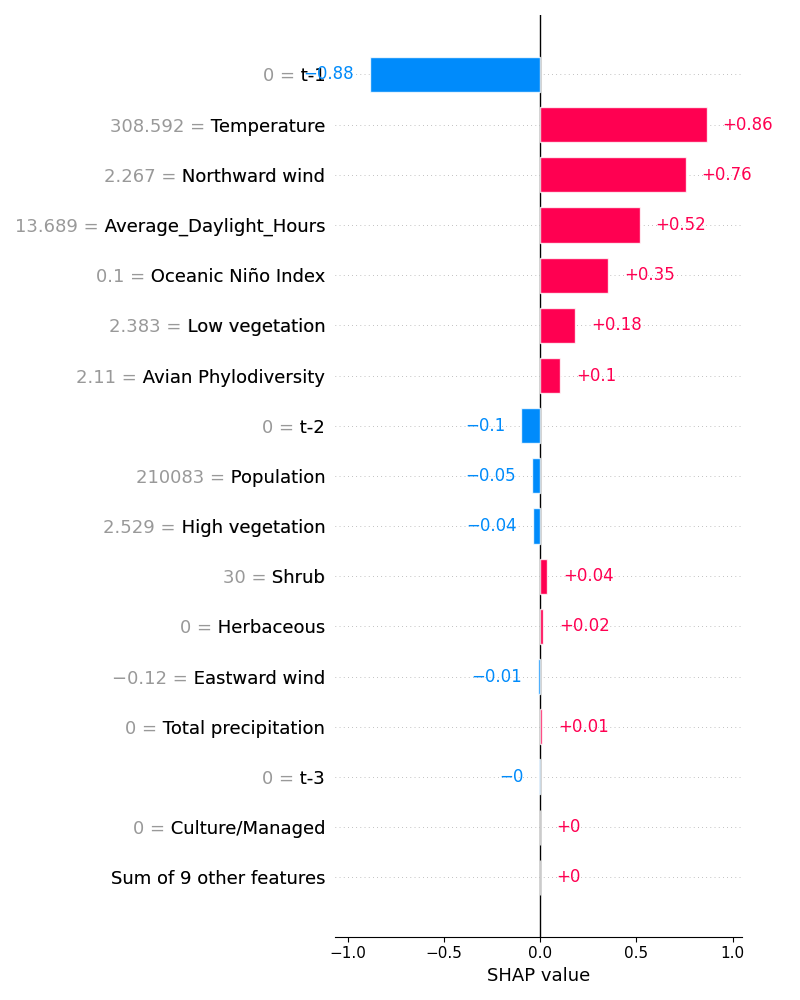 0 = t-1 −0.88
308.592 = Temperature +0.86
2.267 = Northward wind +0.76
13.689 = Average_Daylight_Hours +0.52
0.1 = Oceanic Niño Index +0.35
2.383 = Low vegetation +0.18
2.11 = Avian Phylodiversity +0.1
0 = t-2 −0.1
210083 = Population −0.05
2.529 = High vegetation −0.04
30 = Shrub +0.04
0 = Herbaceous +0.02
−0.12 = Eastward wind −0.01
0 = Total precipitation +0.01
0 = t-3 −0
0 = Culture/Managed +0
Sum of 9 other features +0
−1.0 −0.5 0.0 0.5 1.0
SHAP value